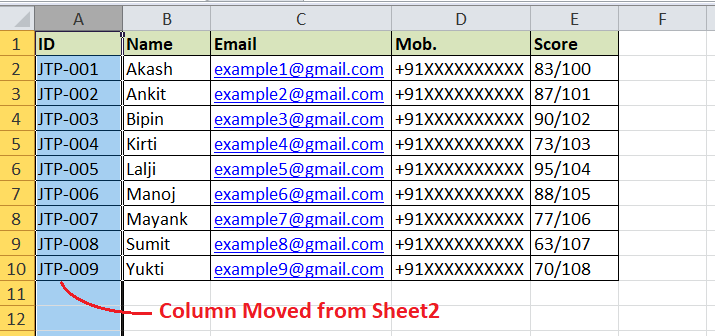 A B C D E F
1 ID Name Email Mob. Score
2 JTP-001 Akash example1@gmail.com +91XXXXXXXXXX 83/100
3 JTP-002 Ankit example2@gmail.com +91XXXXXXXXXX 87/101
4 JTP-003 Bipin example3@gmail.com +91XXXXXXXXXX 90/102
5 JTP-004 Kirti example4@gmail.com +91XXXXXXXXXX 73/103
6 JTP-005 Lalji example5@gmail.com +91XXXXXXXXXX 95/104
7 JTP-006 Manoj example6@gmail.com +91XXXXXXXXXX 88/105
8 JTP-007 Mayank example7@gmail.com +91XXXXXXXXXX 77/106
9 JTP-008 Sumit example8@gmail.com +91XXXXXXXXXX 63/107
10 JTP-009 Yukti example9@gmail.com +91XXXXXXXXXX 70/108
11 Column Moved from Sheet2
12